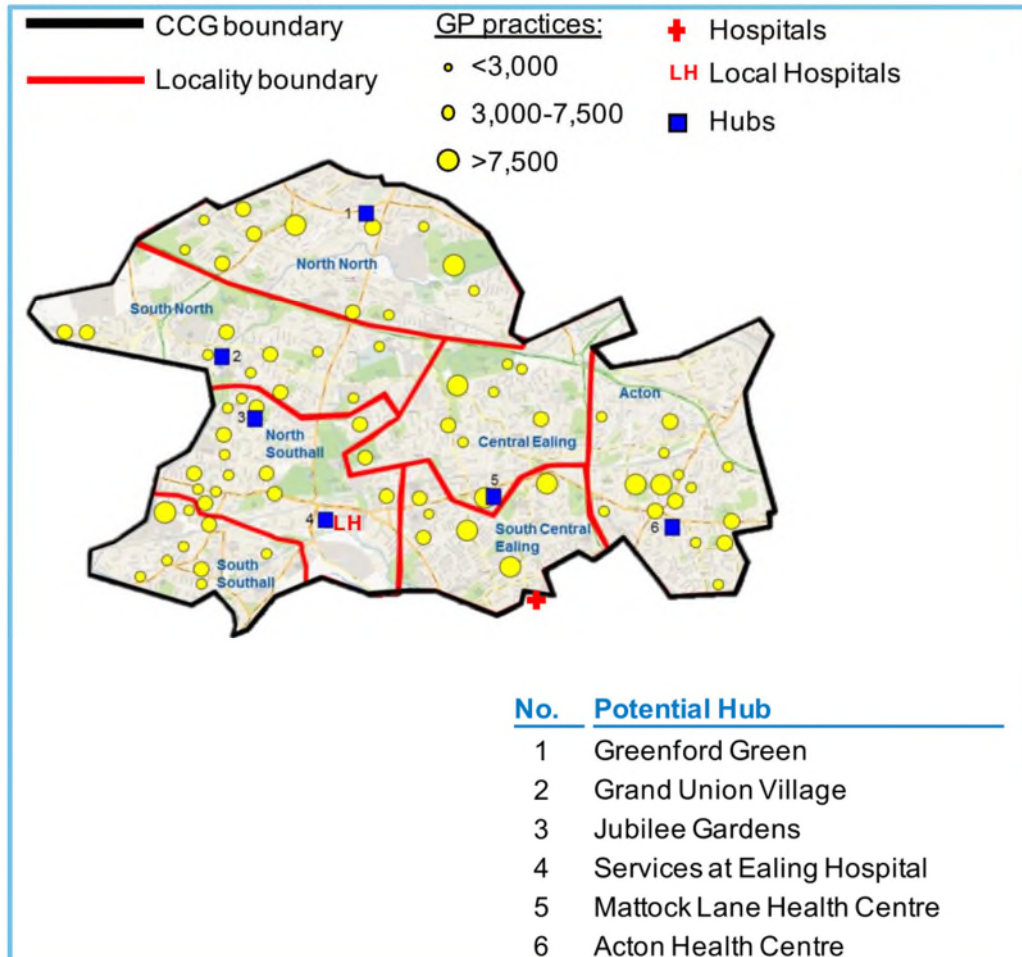 CCG boundary
Locality boundary
GP practices:
<3,000
3,000-7,500
>7,500
Hospitals
LH Local Hospitals
Hubs
1
North North
South North
2
Acton
3
North
Southall
Central Ealing
5
4 LH
South Central
Ealing
6
South
Southall
No. Potential Hub
1 Greenford Green
2 Grand Union Village
3 Jubilee Gardens
4 Services at Ealing Hospital
5 Mattock Lane Health Centre
6 Acton Health Centre